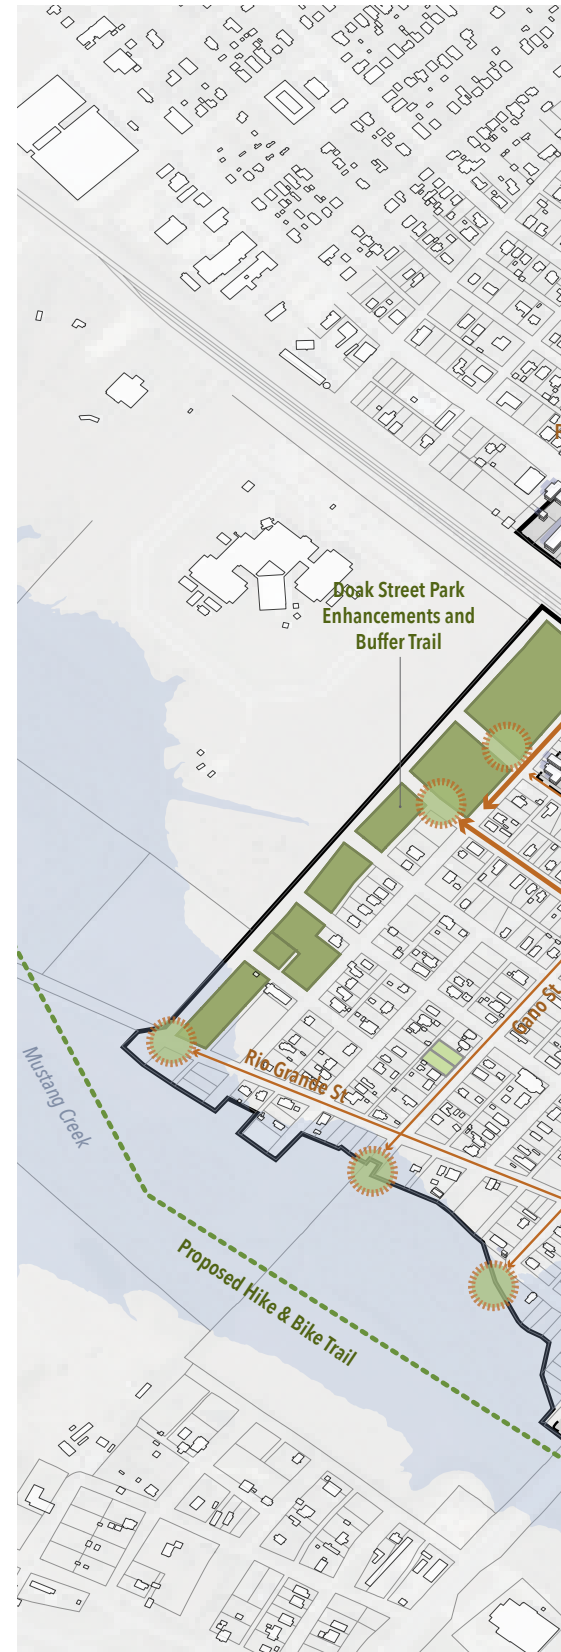 Doak Street Park
Enhancements and
Buffer Trail
Gano St
Rio Grande St
Mustang Creek
Proposed Hike & Bike Trail